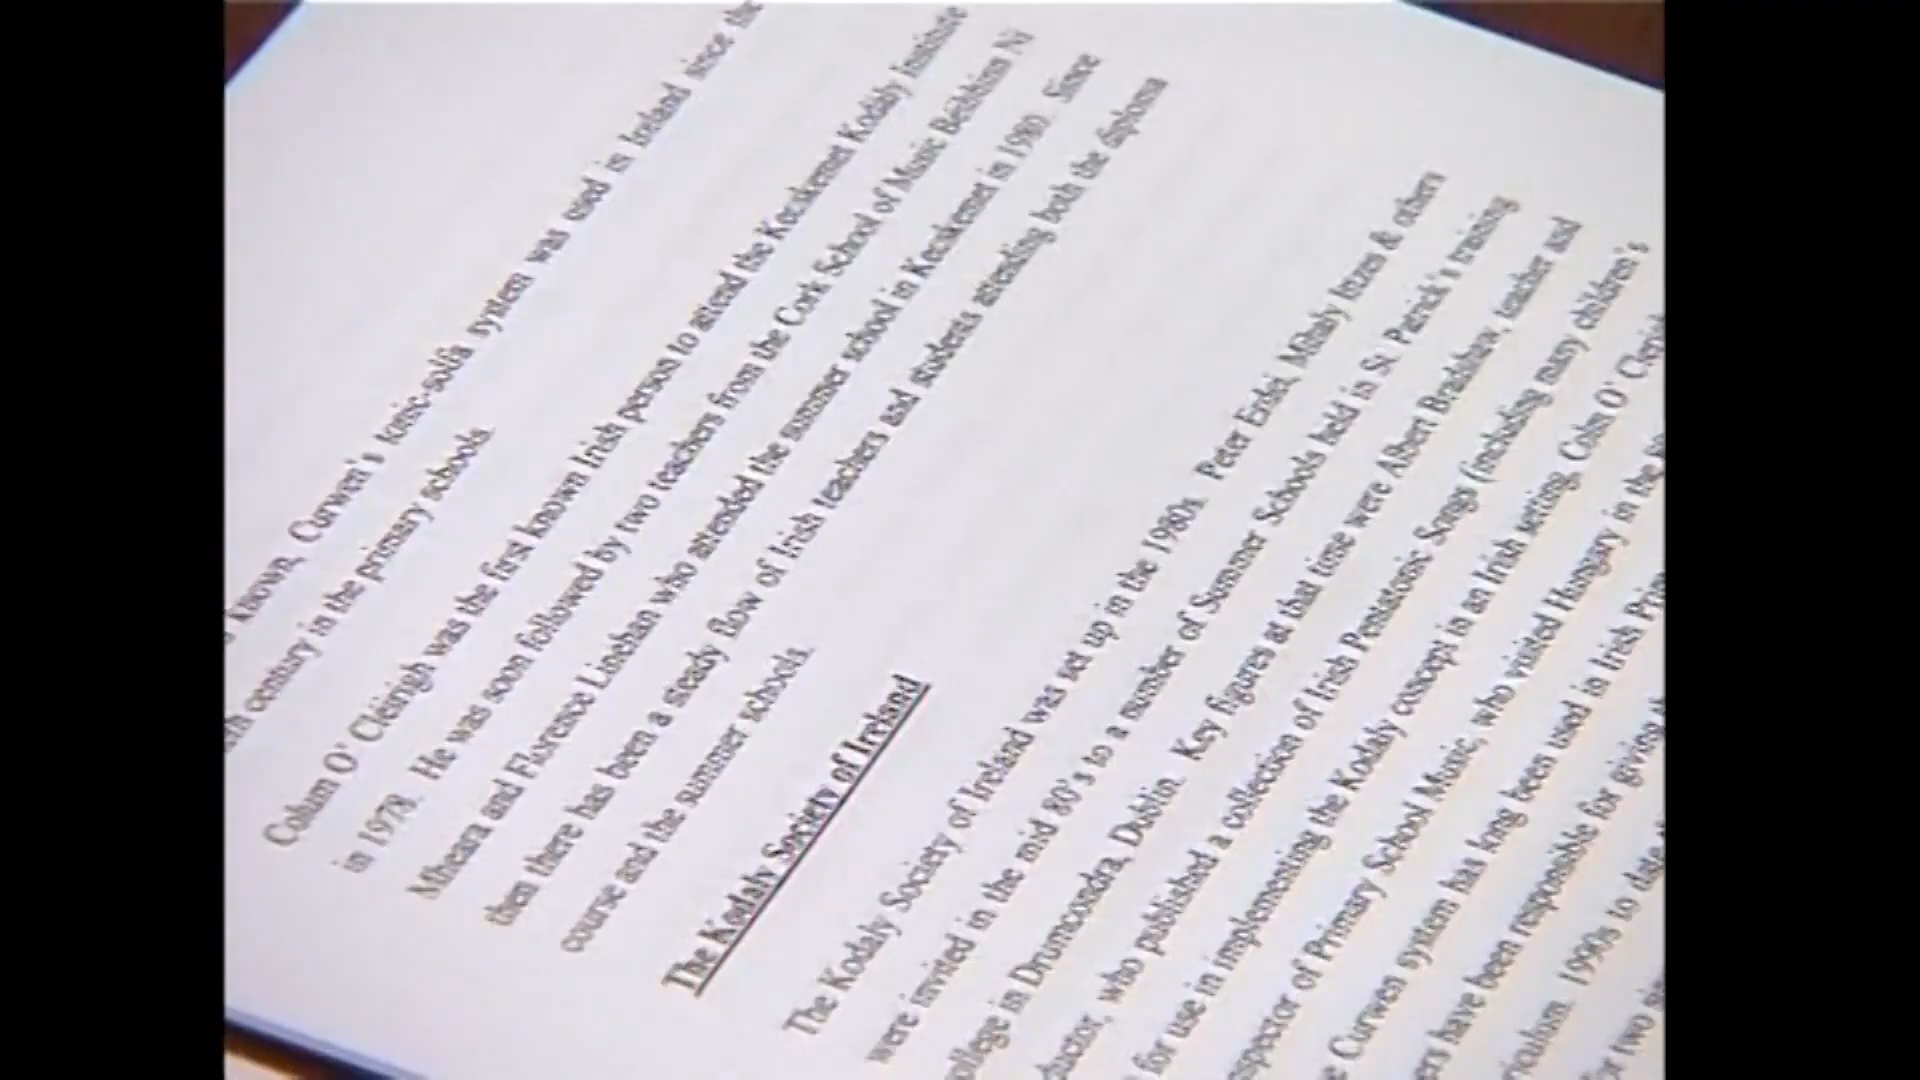 known, Curwen's tonic-solfa system was used in Ireland since the
century in the primary schools.
Colum O' Cléirigh was the first known Irish person to attend the Kecskemet Kodály Institute
in 1978. He was soon followed by two teachers from the Cork School of Music Bebhinn Ní
Mheara and Florence Linehan who attended the summer school in Kecskemet in 1980. Since
then there has been a steady flow of Irish teachers and students attending both the diploma
course and the summer schools.
The Kodaly Society of Ireland
The Kodaly Society of Ireland was set up in the 1980s. Peter Erdei, Mihaly Ittzes & others
were invited in the mid 80's to a number of Summer Schools held in St. Patrick's training
ollege in Drumcondra, Dublin. Key figures at that time were Albert Bradshaw, teacher and
ductor, who published a collection of Irish Pentatonic Songs (including many children's
for use in implementing the Kodaly concept in an Irish setting. Colm O'
spector of Primary School Music, who visited Hungary in the
Curwen system has long been used in Irish
ers have been responsible for giving
riculum. 1990s to date
for two